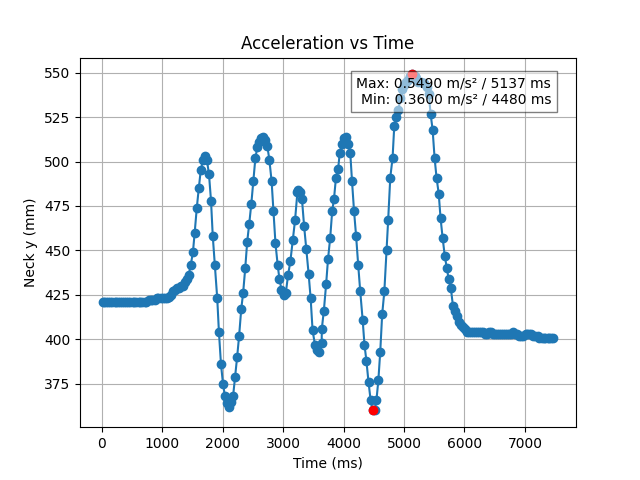 Acceleration vs Time
Max: 0.5490 m/s² / 5137 ms
Min: 0.3600 m/s² / 4480 ms
Neck y (mm)
550
525
500
475
450
425
400
375
0 1000 2000 3000 4000 5000 6000 7000
Time (ms)